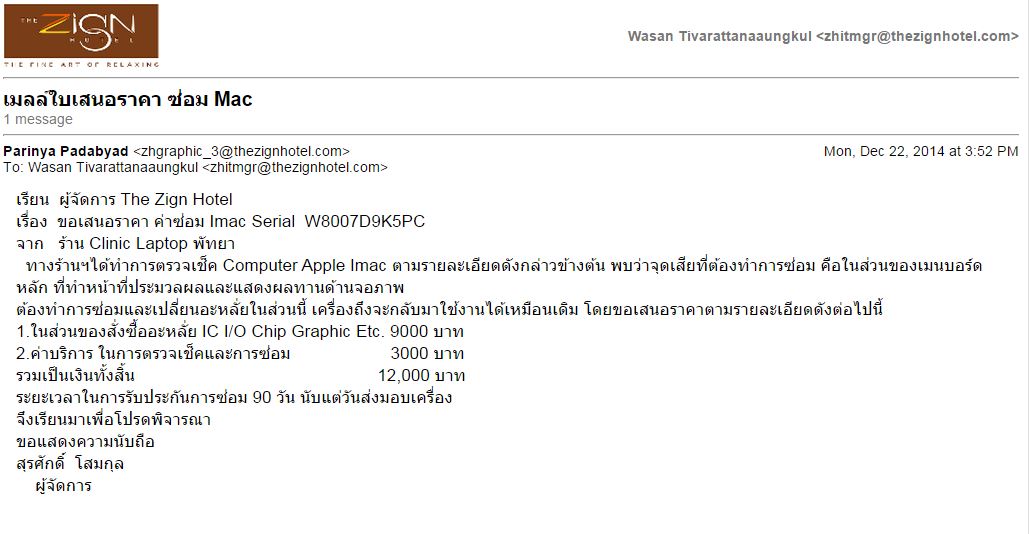 THE ZIGN HOTEL
THE FINE ART OF RELAXING
Wasan Tivarattanaaungkul <zhitmgr@thezignhotel.com>
เมลล์ใบเสนอราคา ซ่อม Mac
1 message
Parinya Padabyad <zhgraphic_3@thezignhotel.com> Mon, Dec 22, 2014 at 3:52 PM
To: Wasan Tivarattanaaungkul <zhitmgr@thezignhotel.com>
เรียน ผู้จัดการ The Zign Hotel
เรื่อง ขอเสนอราคา ค่าซ่อม Imac Serial W8007D9K5PC
จาก ร้าน Clinic Laptop พัทยา
ทางร้านฯได้ทำการตรวจเช็ค Computer Apple Imac ตามรายละเอียดดังกล่าวข้างต้น พบว่าจุดเสียที่ต้องทำการซ่อม คือในส่วนของเมนบอร์ด
หลัก ที่ทำหน้าที่ประมวลผลและแสดงผลทานด้านจอภาพ
ต้องทำการซ่อมและเปลี่ยนอะหลั่ยในส่วนนี้ เครื่องถึงจะกลับมาใช้งานได้เหมือนเดิม โดยขอเสนอราคาตามรายละเอียดดังต่อไปนี้
1.ในส่วนของสั่งซื้ออะหลั่ย IC I/O Chip Graphic Etc. 9000 บาท
2.ค่าบริการ ในการตรวจเช็คและการซ่อม 3000 บาท
รวมเป็นเงินทั้งสิ้น 12,000 บาท
ระยะเวลาในการรับประกันการซ่อม 90 วัน นับแต่วันส่งมอบเครื่อง
จึงเรียนมาเพื่อโปรดพิจารณา
ขอแสดงความนับถือ
สุรศักดิ์ โสมกุล
ผู้จัดการ